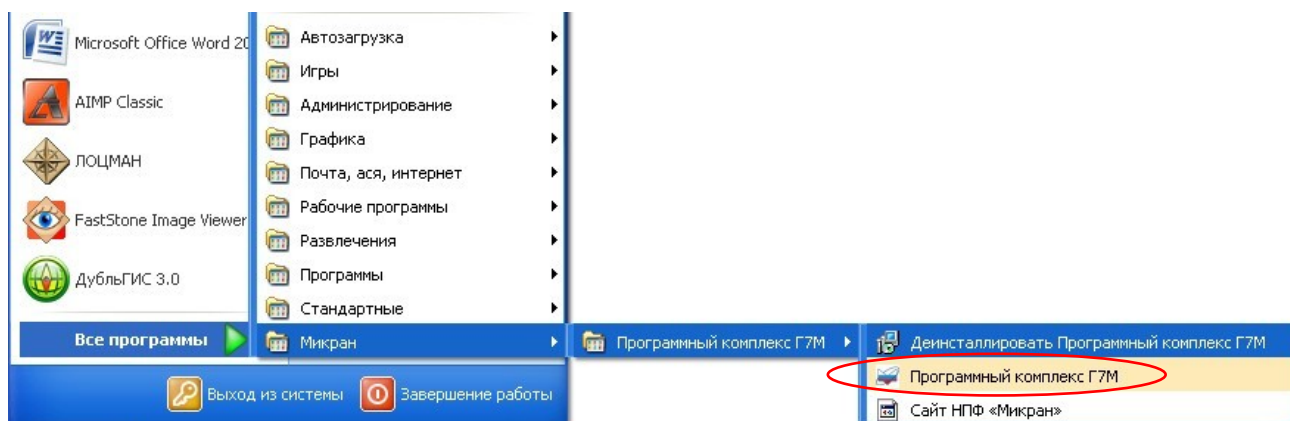 Microsoft Office Word 20
AIMP Classic
ЛОЦМАН
FastStone Image Viewer
ДубльГИС 3.0
Все программы
Автозагрузка
Игры
Администрирование
Графика
Почта, ася, интернет
Рабочие программы
Развлечения
Программы
Стандартные
Микран
Программный комплекс Г7М
Деинсталлировать Программный комплекс Г7М
Программный комплекс Г7М
Сайт НПФ «Микран»
Выход из системы
Завершение работы